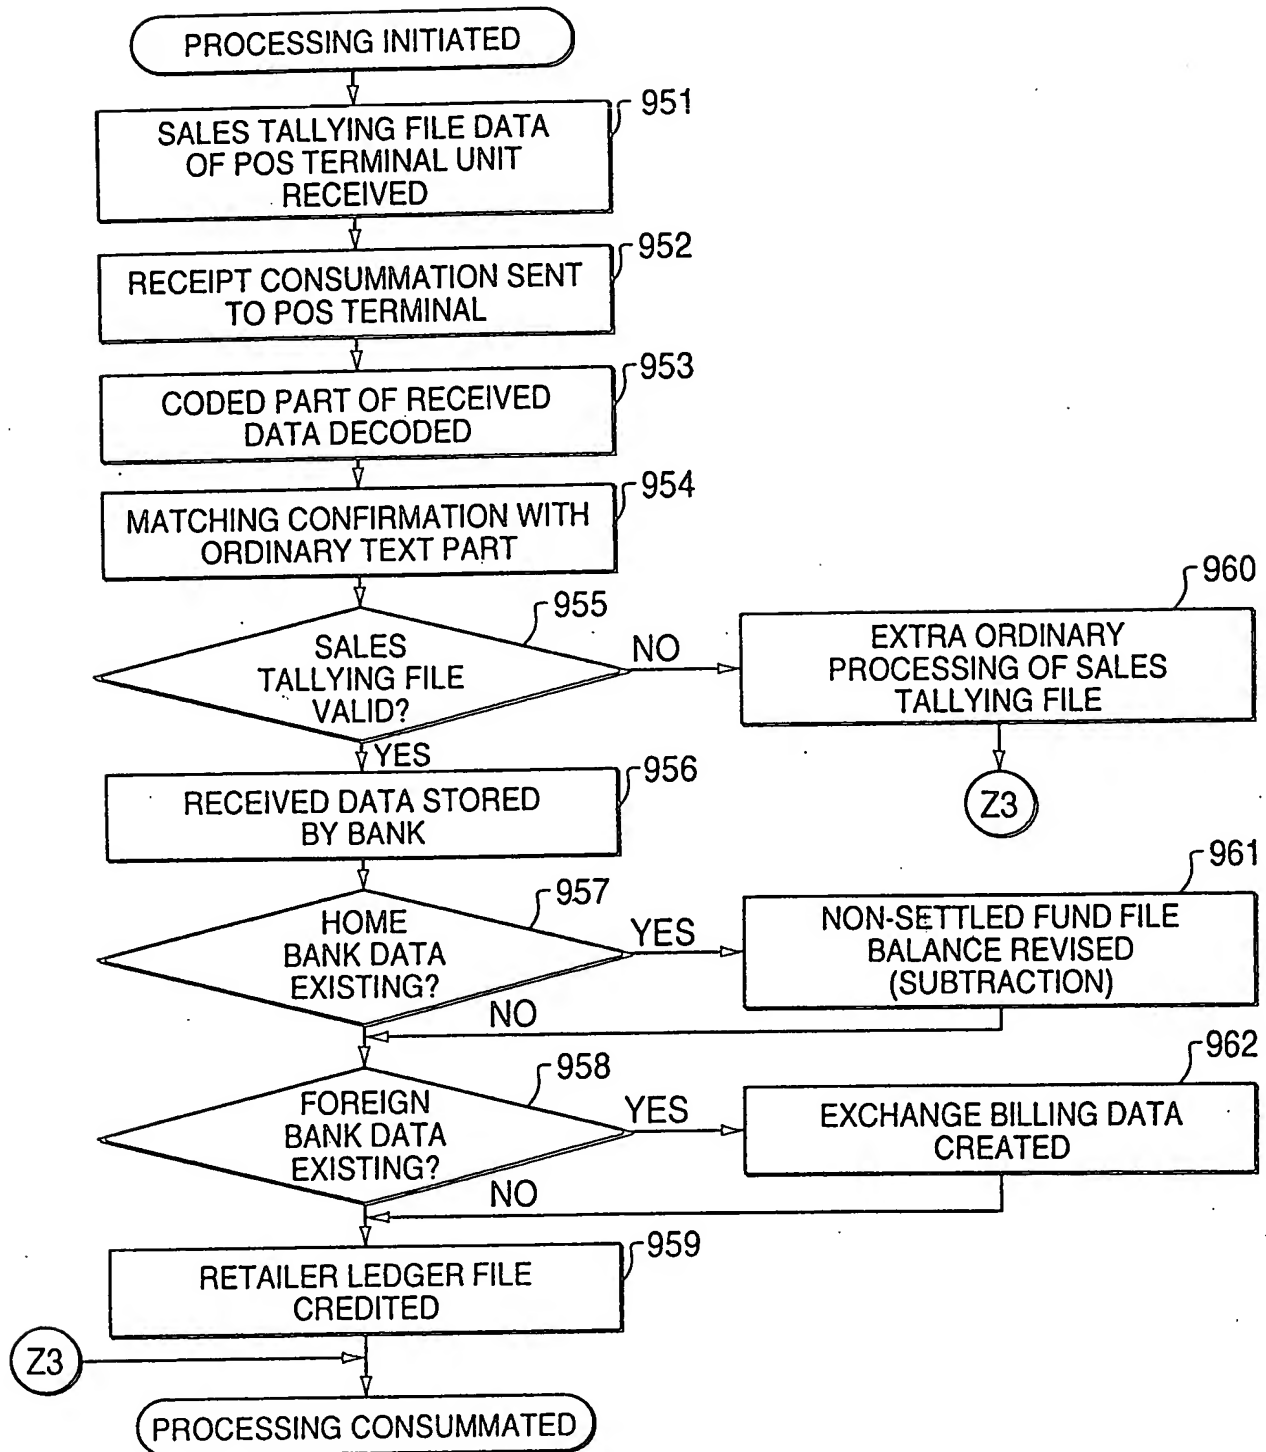 PROCESSING INITIATED
951
SALES TALLYING FILE DATA
OF POS TERMINAL UNIT
RECEIVED
952
RECEIPT CONSUMMATION SENT
TO POS TERMINAL
953
CODED PART OF RECEIVED
DATA DECODED
954
MATCHING CONFIRMATION WITH
ORDINARY TEXT PART
955
SALES
TALLYING FILE
VALID?
NO
960
EXTRA ORDINARY
PROCESSING OF SALES
TALLYING FILE
Z3
YES
956
RECEIVED DATA STORED
BY BANK
957
HOME
BANK DATA
EXISTING?
YES
961
NON-SETTLED FUND FILE
BALANCE REVISED
(SUBTRACTION)
NO
958
FOREIGN
BANK DATA
EXISTING?
YES
962
EXCHANGE BILLING DATA
CREATED
NO
959
RETAILER LEDGER FILE
CREDITED
Z3
PROCESSING CONSUMMATED